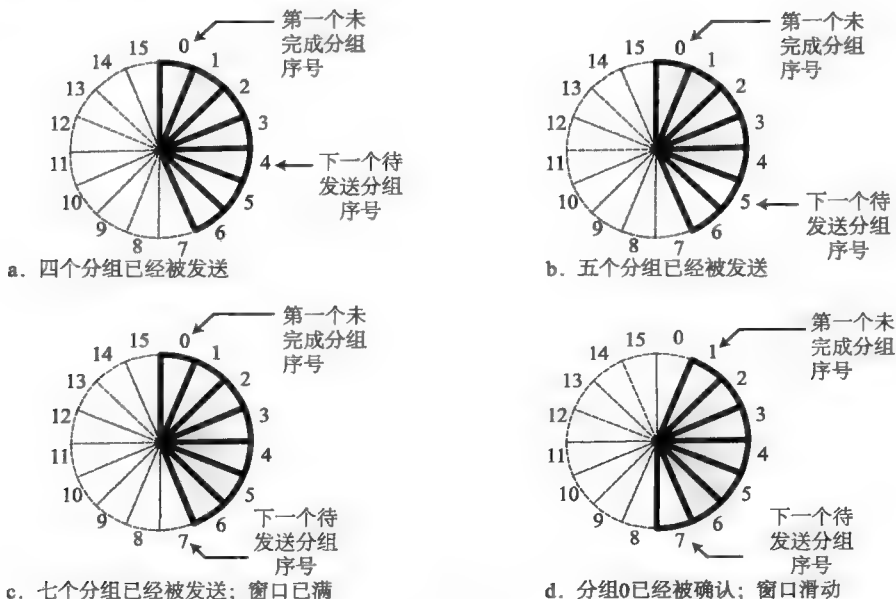 第一个未
完成分组
序号
0
1
2
3
4
5
6
7
8
9
10
11
12
13
14
15
下一个待
发送分组
序号
a. 四个分组已经被发送
第一个未
完成分组
序号
0
1
2
3
4
5
6
7
8
9
10
11
12
13
14
15
下一个待
发送分组
序号
b. 五个分组已经被发送
第一个未
完成分组
序号
0
1
2
3
4
5
6
7
8
9
10
11
12
13
14
15
下一个待
发送分组
序号
c. 七个分组已经被发送；窗口已满
第一个未
完成分组
序号
0
1
2
3
4
5
6
7
8
9
10
11
12
13
14
15
下一个待
发送分组
序号
d. 分组0已经被确认；窗口滑动